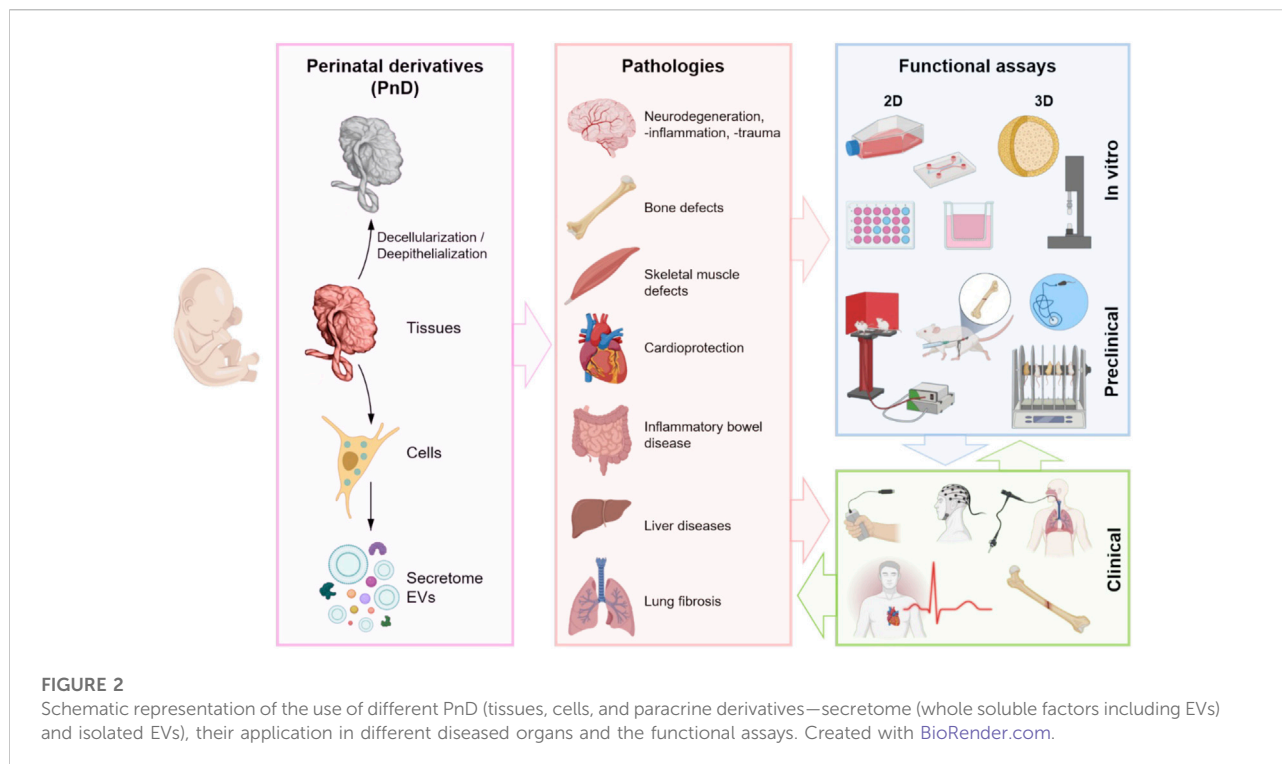 Perinatal derivatives
(PnD)
Decellularization /
Deepithelialization
Tissues
Cells
Secretome
EVs
Pathologies
Neurodegeneration,
-inflammation, -trauma
Bone defects
Skeletal muscle
defects
Cardioprotection
Inflammatory bowel
disease
Liver diseases
Lung fibrosis
Functional assays
2D
3D
In vitro
Preclinical
Clinical
FIGURE 2
Schematic representation of the use of different PnD (tissues, cells, and paracrine derivatives—secretome (whole soluble factors including EVs)
and isolated EVs), their application in different diseased organs and the functional assays. Created with BioRender.com.